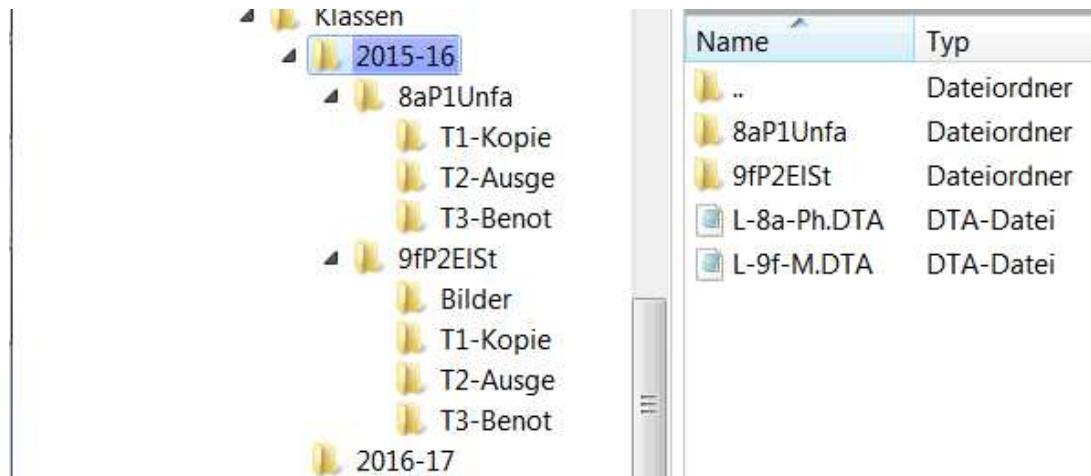 Klassen
2015-16
8aP1Unfa
T1-Kopie
T2-Ausge
T3-Benot
9fP2ElSt
Bilder
T1-Kopie
T2-Ausge
T3-Benot
2016-17
Name Typ
.. Dateiordner
8aP1Unfa Dateiordner
9fP2ElSt Dateiordner
L-8a-Ph.DTA DTA-Datei
L-9f-M.DTA DTA-Datei